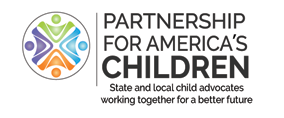 PARTNERSHIP
FOR AMERICA'S
CHILDREN
State and local child advocates
working together for a better future